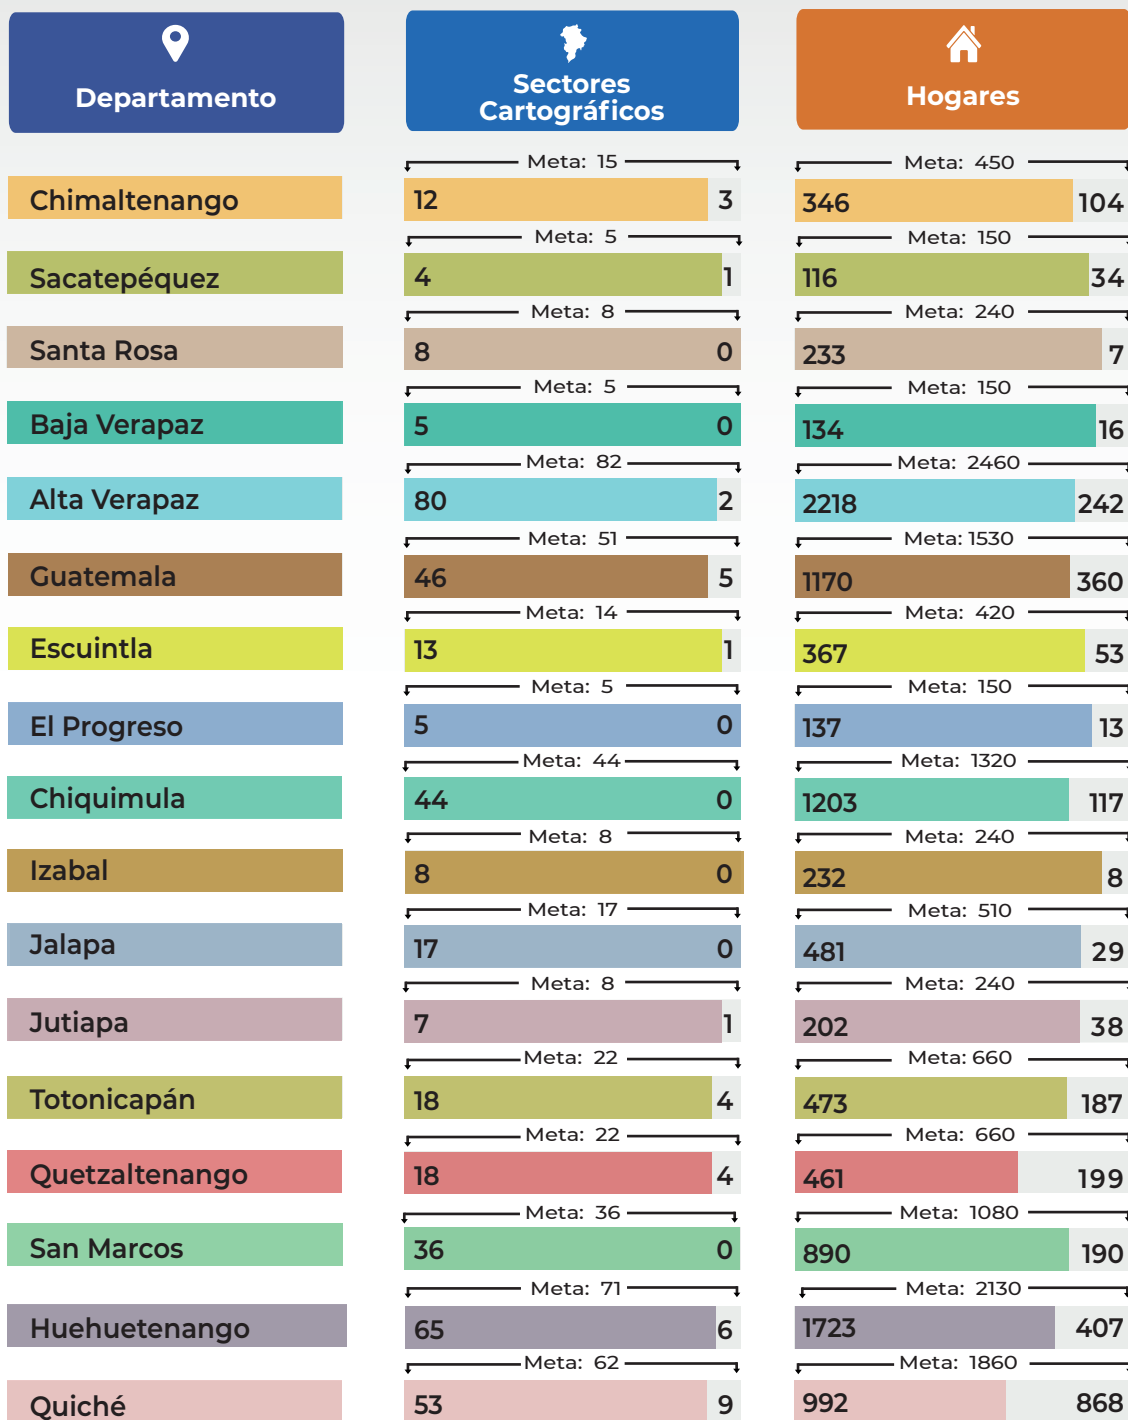 Departamento
Sectores
Cartográficos
Hogares
Meta: 15
Meta: 450
Chimaltenango
12
3
346
104
Meta: 5
Meta: 150
Sacatepéquez
4
1
116
34
Meta: 8
Meta: 240
Santa Rosa
8
0
233
7
Meta: 5
Meta: 150
Baja Verapaz
5
0
134
16
Meta: 82
Meta: 2460
Alta Verapaz
80
2
2218
242
Meta: 51
Meta: 1530
Guatemala
46
5
1170
360
Meta: 14
Meta: 420
Escuintla
13
1
367
53
Meta: 5
Meta: 150
El Progreso
5
0
137
13
Meta: 44
Meta: 1320
Chiquimula
44
0
1203
117
Meta: 8
Meta: 240
Izabal
8
0
232
8
Meta: 17
Meta: 510
Jalapa
17
0
481
29
Meta: 8
Meta: 240
Jutiapa
7
1
202
38
Meta: 22
Meta: 660
Totonicapán
18
4
473
187
Meta: 22
Meta: 660
Quetzaltenango
18
4
461
199
Meta: 36
Meta: 1080
San Marcos
36
0
890
190
Meta: 71
Meta: 2130
Huehuetenango
65
6
1723
407
Meta: 62
Meta: 1860
Quiché
53
9
992
868